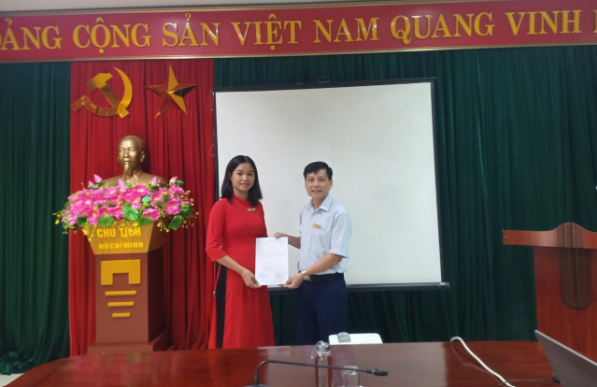 ĐẢNG CỘNG SẢN VIỆT NAM QUANG VINH
CHỦ TỊCH
HỒ CHÍ MINH